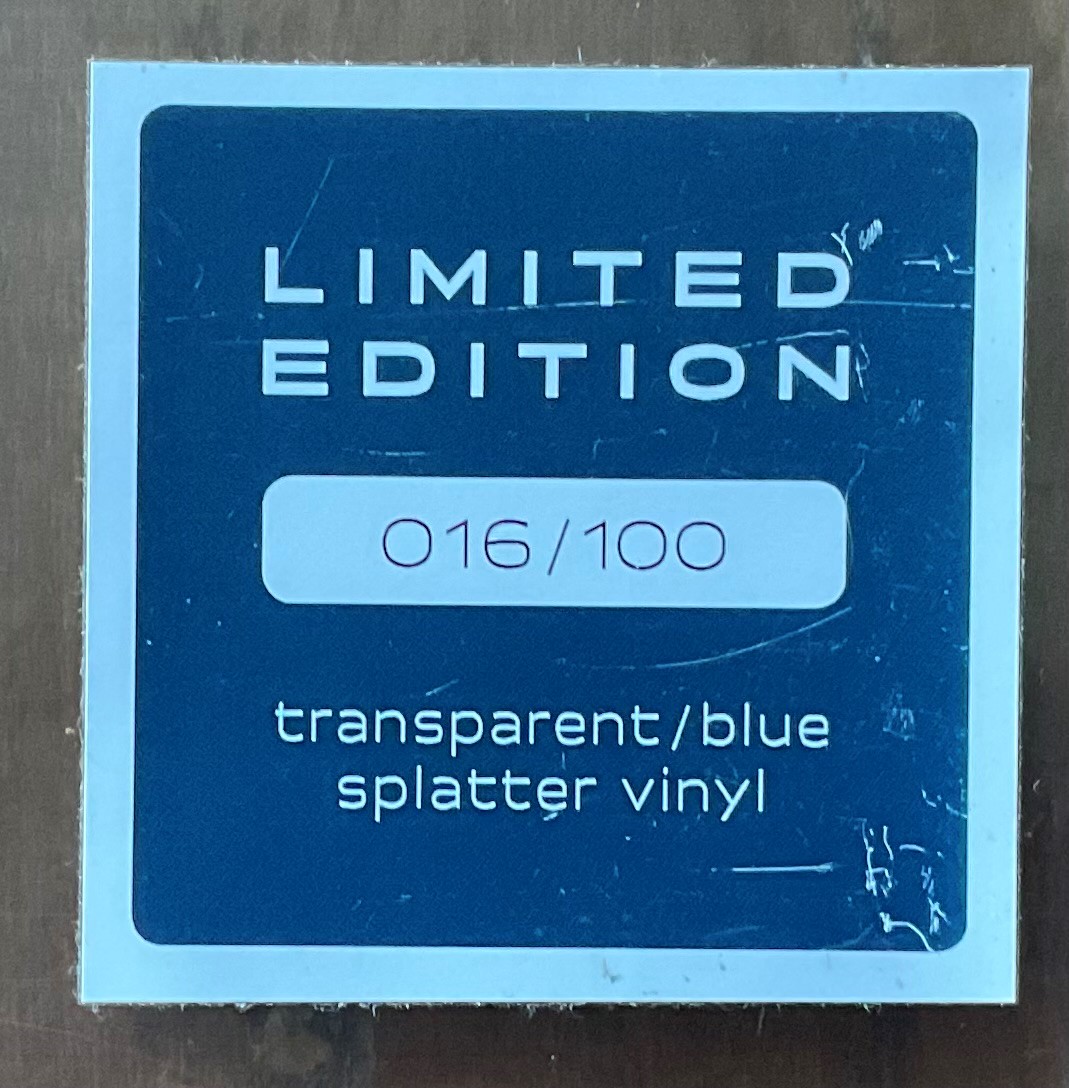 LIMITED
EDITION
016/100
transparent/blue
splatter vinyl